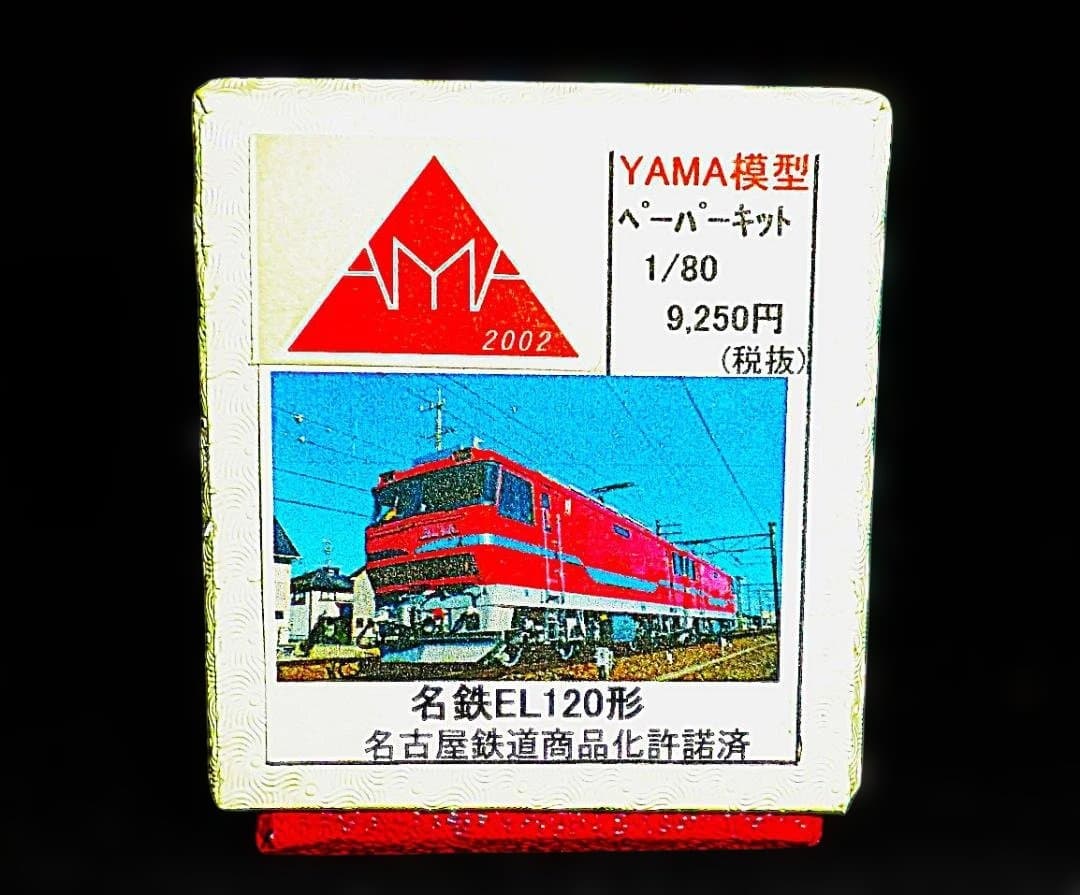 AMA
2002
YAMA模型
ペーパーキット
1/80
9,250円
(税抜)
名鉄EL120形
名古屋鉄道商品化許諾済